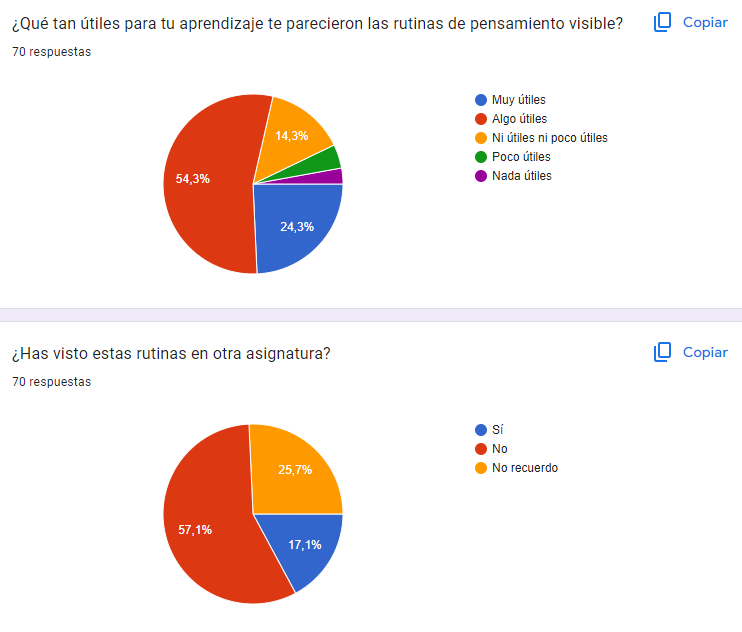 ¿Qué tan útiles para tu aprendizaje te parecieron las rutinas de pensamiento visible?
Copiar
70 respuestas
Muy útiles
Algo útiles
Ni útiles ni poco útiles
Poco útiles
Nada útiles
14,3%
54,3%
24,3%
¿Has visto estas rutinas en otra asignatura?
Copiar
70 respuestas
Sí
No
No recuerdo
25,7%
57,1%
17,1%